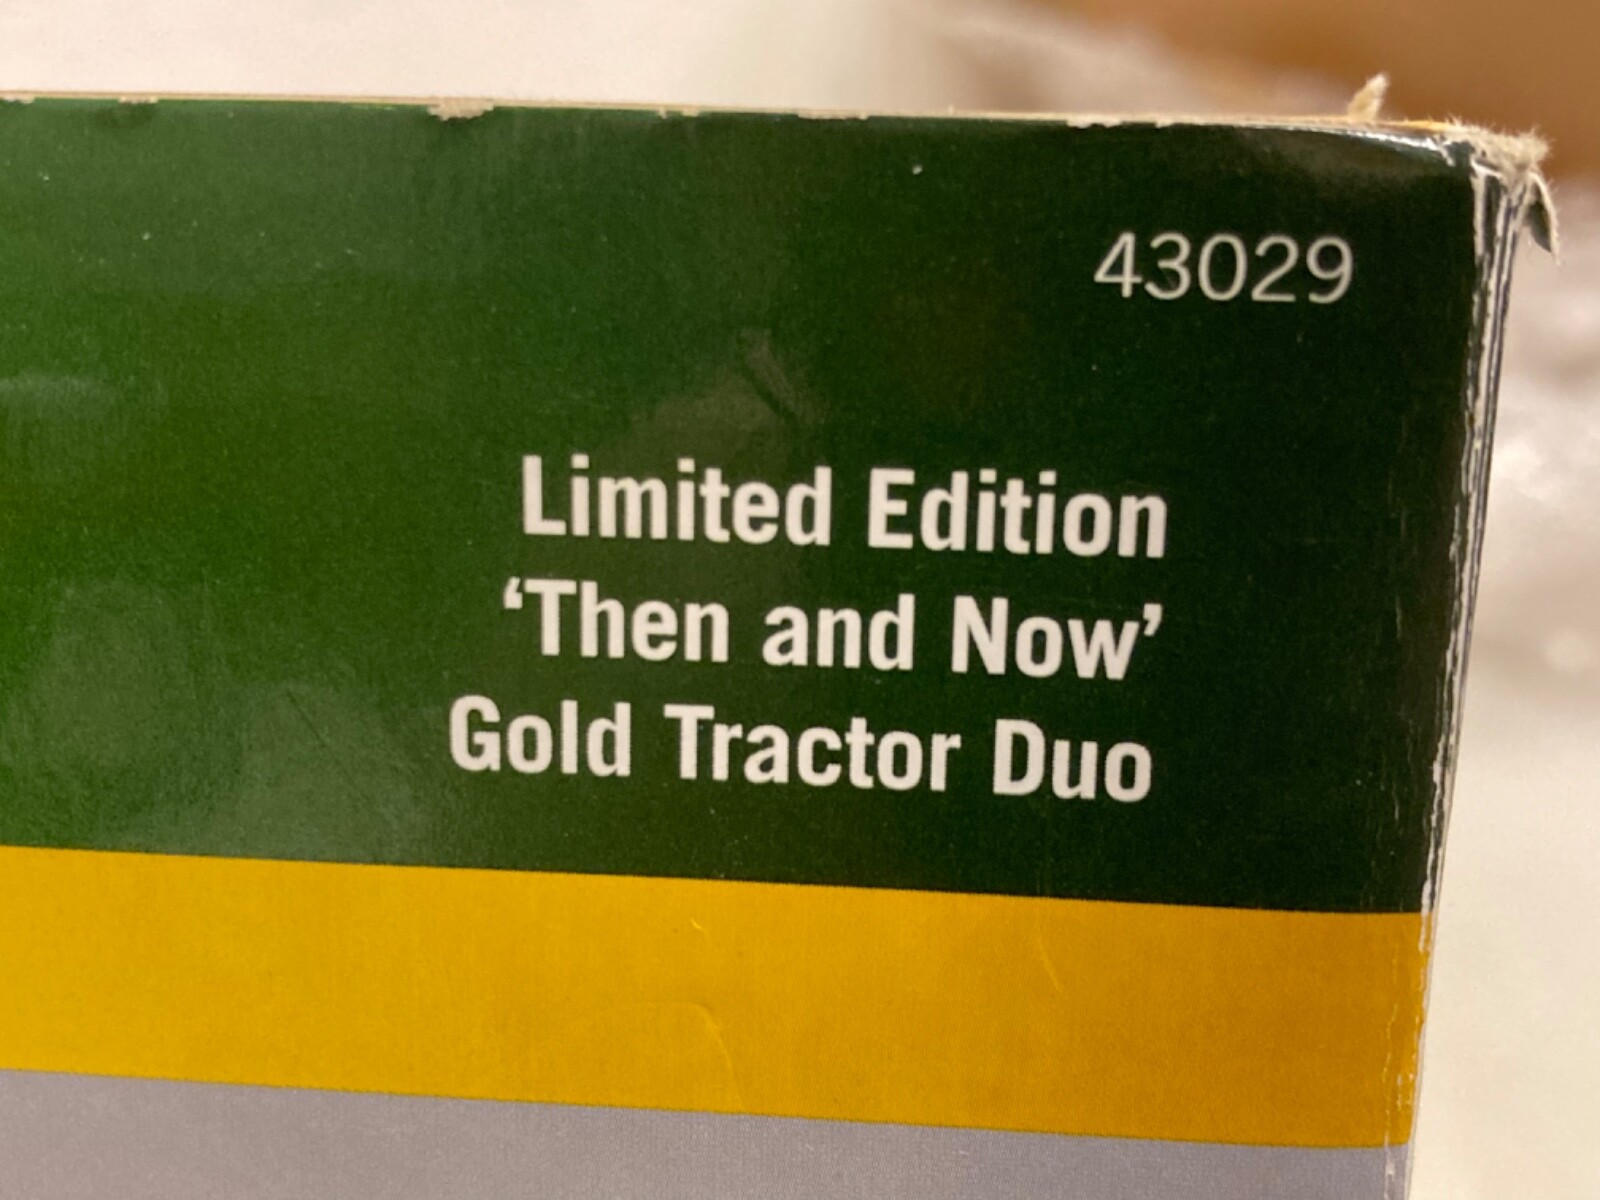 43029
Limited Edition
‘Then and Now’
Gold Tractor Duo